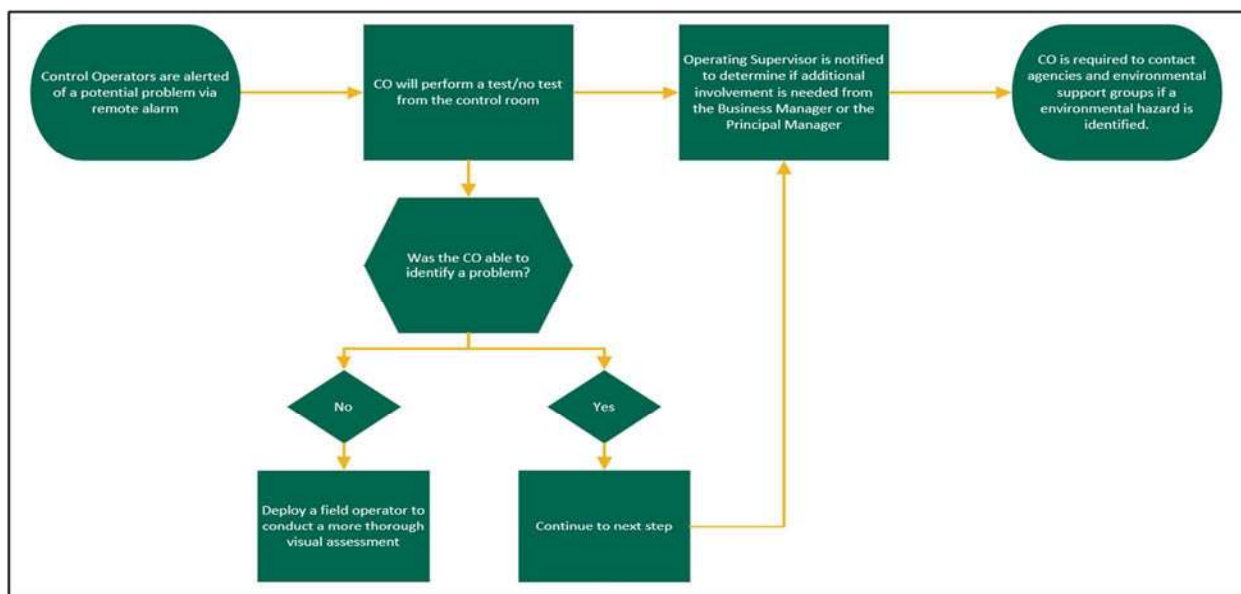 Control Operators are alerted
of a potential problem via
remote alarm
CO will perform a test/no test
from the control room
Operating Supervisor is notified
to determine if additional
involvement is needed from
the Business Manager or the
Principal Manager
CO is required to contact
agencies and environmental
support groups if a
environmental hazard is
identified.
Was the CO able to
identify a problem?
No
Yes
Deploy a field operator to
conduct a more thorough
visual assessment
Continue to next step